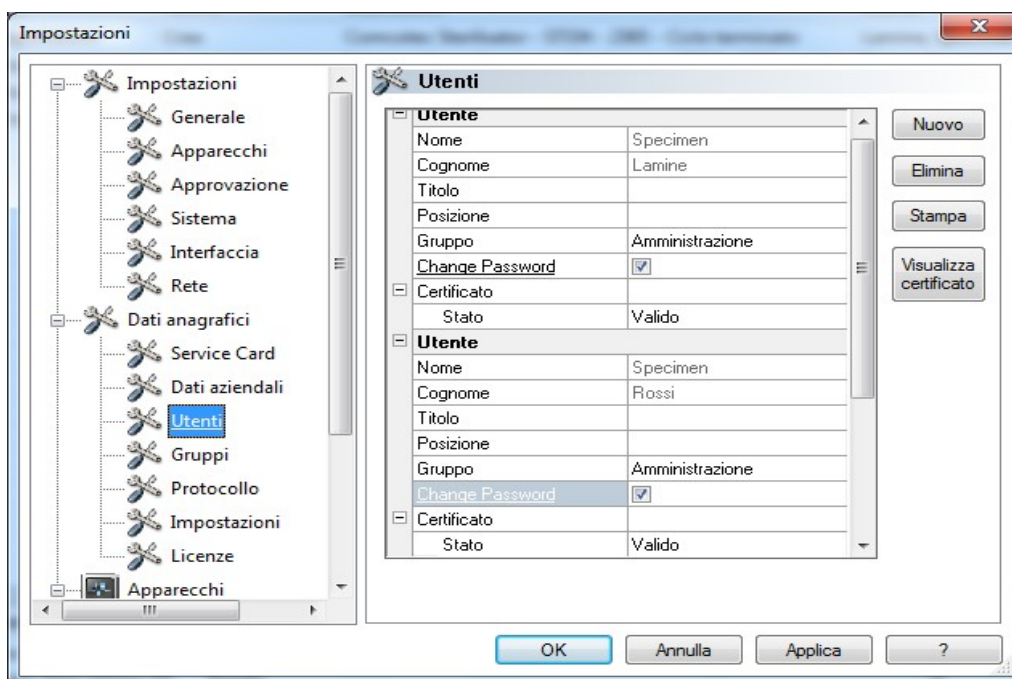 Impostazioni
Impostazioni
Generale
Apparecchi
Approvazione
Sistema
Interfaccia
Rete
Dati anagrafici
Service Card
Dati aziendali
Utenti
Gruppi
Protocollo
Impostazioni
Licenze
Apparecchi
Utenti
Utente
Nome Specimen
Cognome Lamine
Titolo
Posizione
Gruppo Amministrazione
Change Password
Certificato
Stato Valido
Utente
Nome Specimen
Cognome Rossi
Titolo
Posizione
Gruppo Amministrazione
Change Password
Certificato
Stato Valido
Nuovo
Elimina
Stampa
Visualizza
certificato
OK Annulla Applica ?